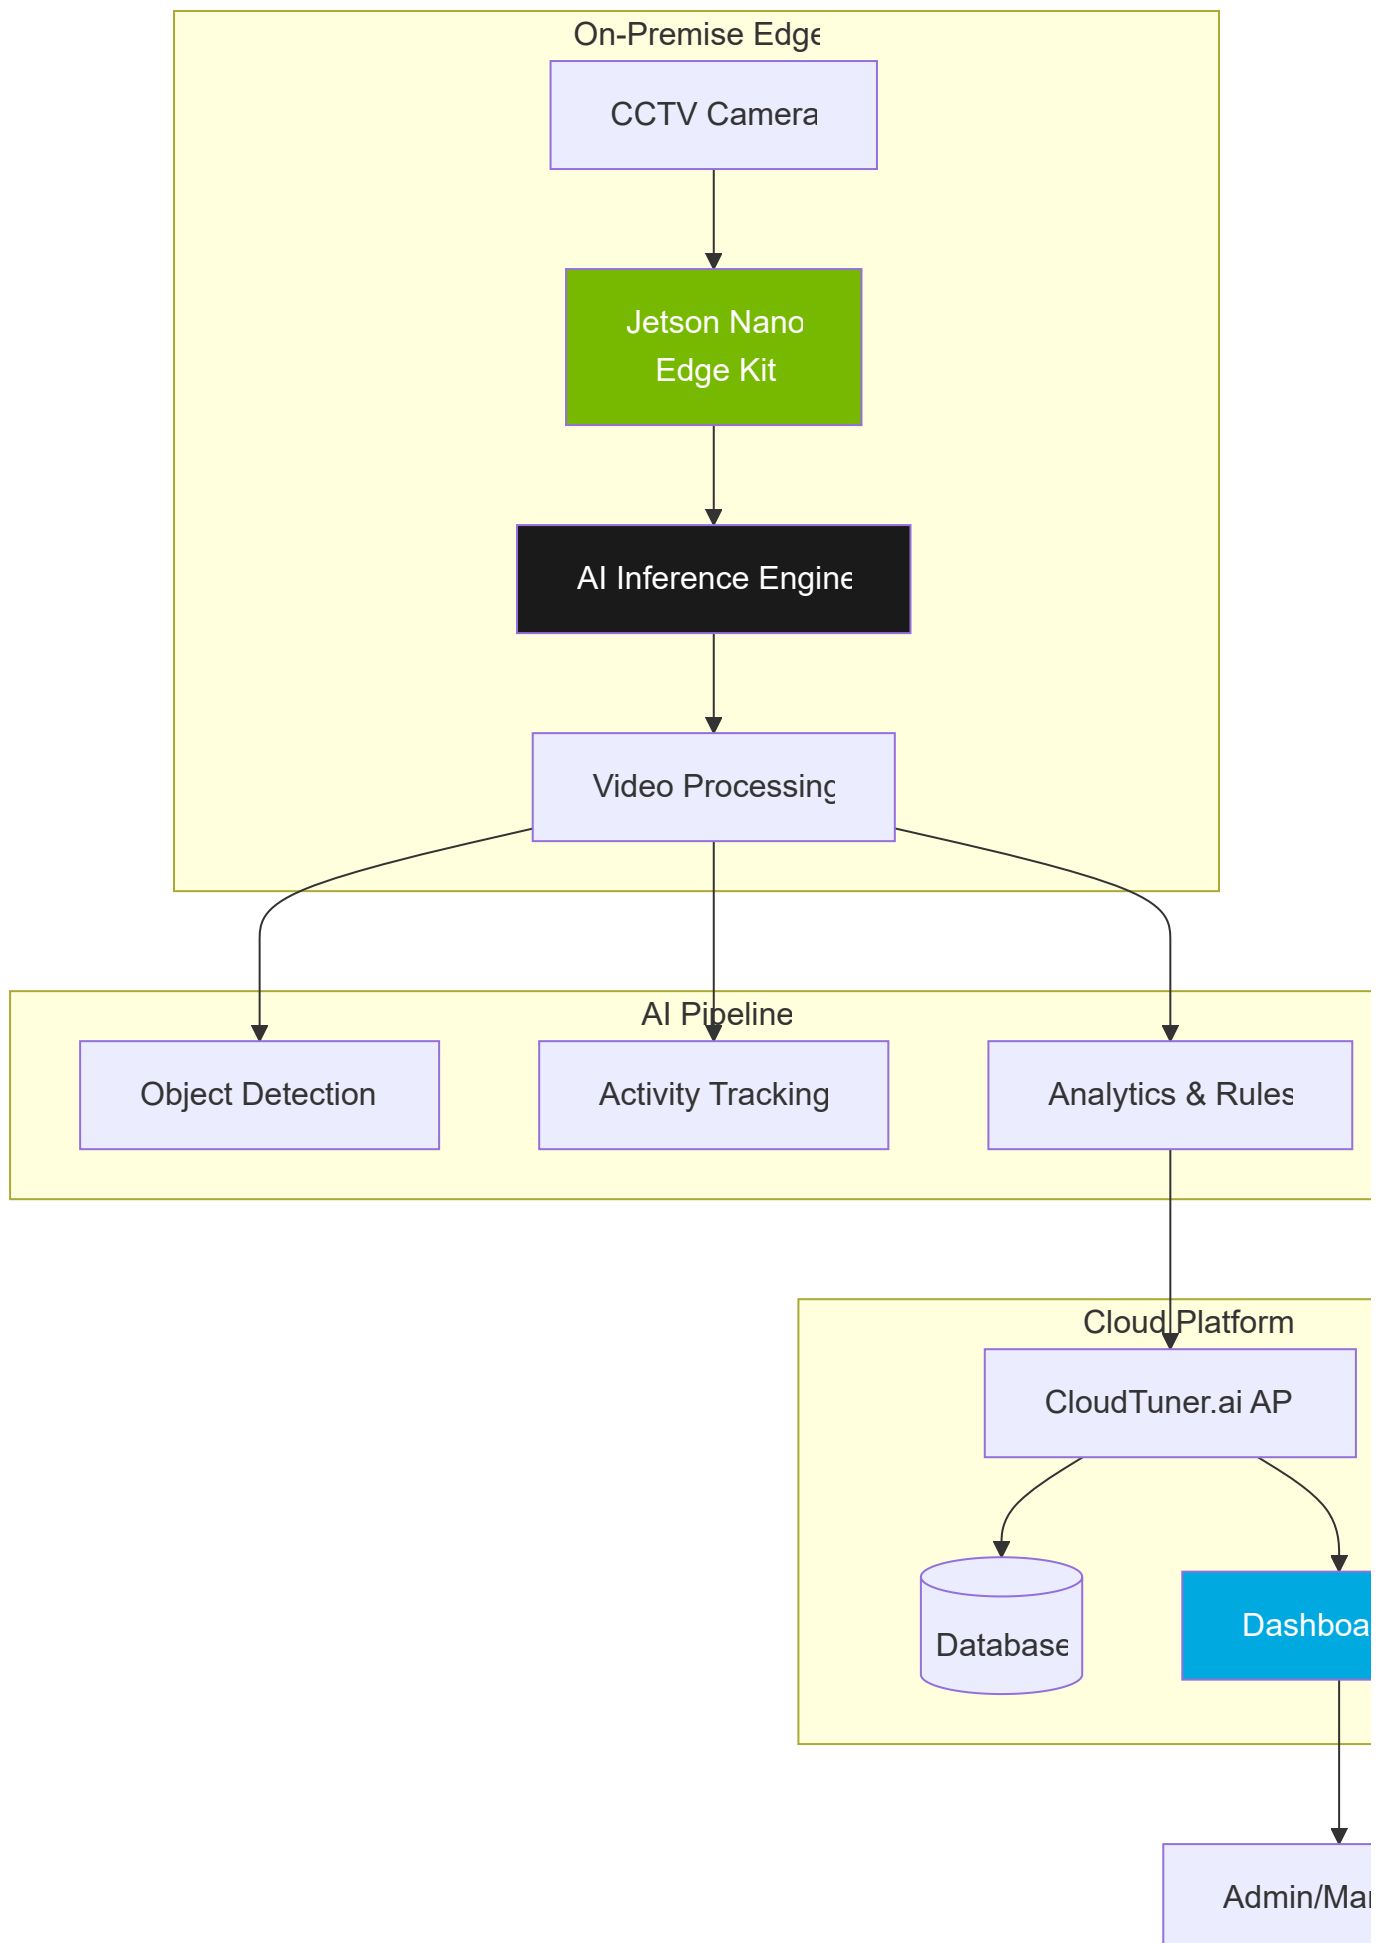 On-Premise Edge
CCTV Camera
Jetson Nano
Edge Kit
AI Inference Engine
Video Processing
AI Pipeline
Object Detection
Activity Tracking
Analytics & Rules
Cloud Platform
CloudTuner.ai AP
Database
Dashboa
Admin/Mar